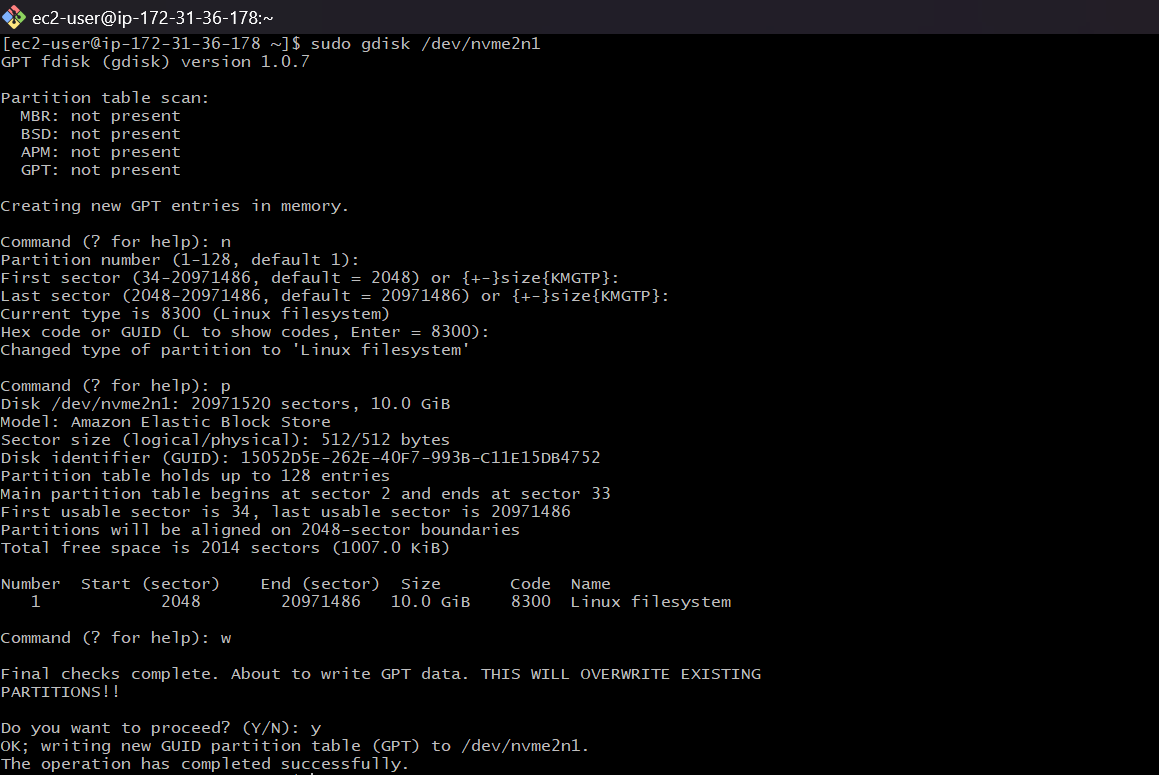 ec2-user@ip-172-31-36-178:~
[ec2-user@ip-172-31-36-178 ~]$ sudo gdisk /dev/nvme2n1
GPT fdisk (gdisk) version 1.0.7
Partition table scan:
MBR: not present
BSD: not present
APM: not present
GPT: not present
Creating new GPT entries in memory.
Command (? for help): n
Partition number (1-128, default 1):
First sector (34-20971486, default = 2048) or {+-}size{KMGTP}:
Last sector (2048-20971486, default = 20971486) or {+-}size{KMGTP}:
Current type is 8300 (Linux filesystem)
Hex code or GUID (L to show codes, Enter = 8300):
Changed type of partition to 'Linux filesystem'
Command (? for help): p
Disk /dev/nvme2n1: 20971520 sectors, 10.0 GiB
Model: Amazon Elastic Block Store
Sector size (logical/physical): 512/512 bytes
Disk identifier (GUID): 15052D5E-262E-40F7-993B-C11E15DB4752
Partition table holds up to 128 entries
Main partition table begins at sector 2 and ends at sector 33
First usable sector is 34, last usable sector is 20971486
Partitions will be aligned on 2048-sector boundaries
Total free space is 2014 sectors (1007.0 KiB)
Number  Start (sector)    End (sector)  Size       Code  Name
1            2048        20971486   10.0 GiB    8300  Linux filesystem
Command (? for help): w
Final checks complete. About to write GPT data. THIS WILL OVERWRITE EXISTING
PARTITIONS!!
Do you want to proceed? (Y/N): y
OK; writing new GUID partition table (GPT) to /dev/nvme2n1.
The operation has completed successfully.